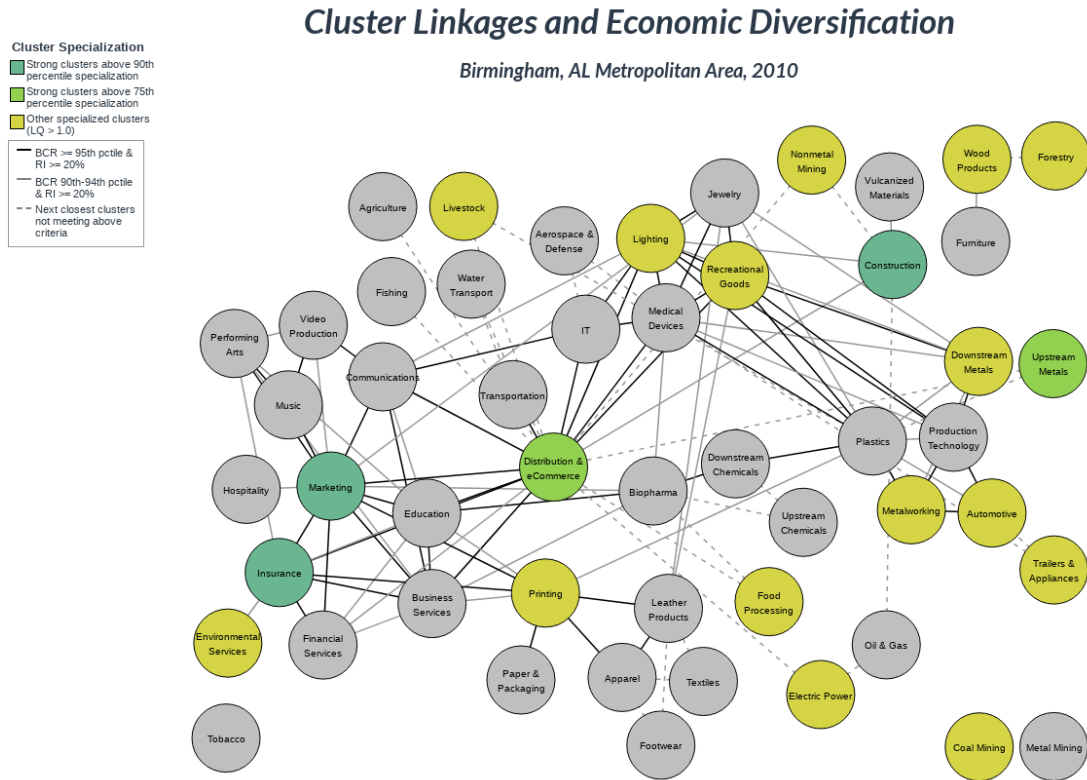 Cluster Linkages and Economic Diversification
Birmingham, AL Metropolitan Area, 2010
Cluster Specialization
Strong clusters above 90th
percentile specialization
Strong clusters above 75th
percentile specialization
Other specialized clusters
(LQ > 1.0)
BCR >= 95th pctile &
RI >= 20%
BCR 90th-94th pctile
& RI >= 20%
Next closest clusters
not meeting above
criteria
Nonmetal
Mining
Wood
Products
Forestry
Vulcanized
Materials
Jewelry
Agriculture
Livestock
Aerospace &
Defense
Lighting
Furniture
Construction
Recreational
Goods
Water
Transport
Fishing
Medical
Devices
IT
Video
Production
Performing
Arts
Downstream
Metals
Upstream
Metals
Communications
Transportation
Music
Production
Technology
Plastics
Distribution &
eCommerce
Downstream
Chemicals
Hospitality
Marketing
Biopharma
Education
Metalworking
Automotive
Upstream
Chemicals
Insurance
Trailers &
Appliances
Printing
Business
Services
Leather
Products
Food
Processing
Environmental
Services
Financial
Services
Oil & Gas
Paper &
Packaging
Apparel
Textiles
Electric Power
Tobacco
Footwear
Coal Mining
Metal Mining